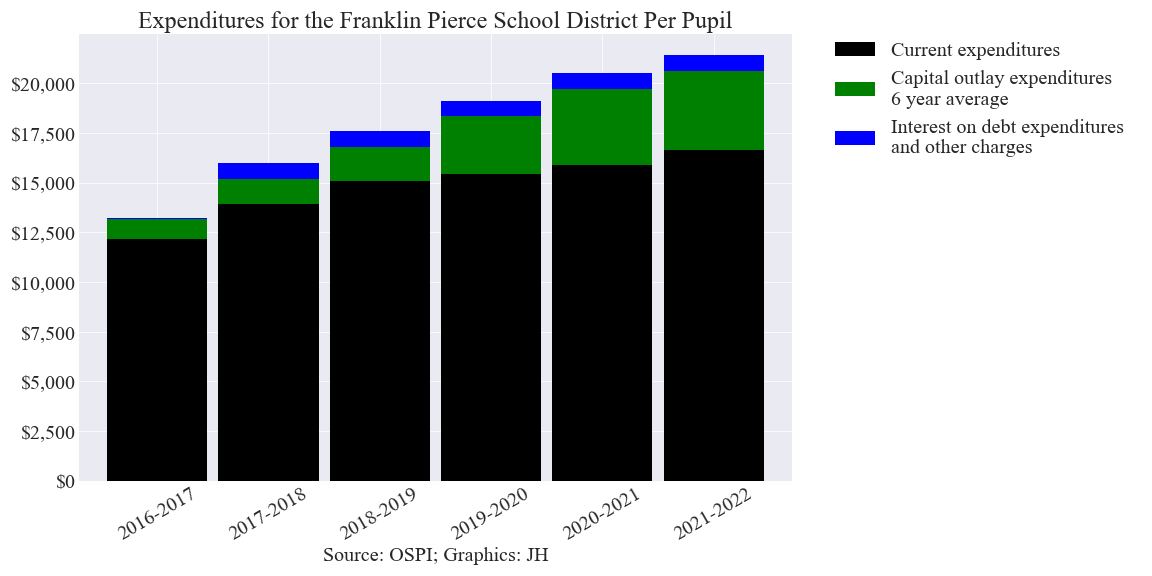 Expenditures for the Franklin Pierce School District Per Pupil
$20,000
$17,500
$15,000
$12,500
$10,000
$7,500
$5,000
$2,500
$0
2016-2017
2017-2018
2018-2019
2019-2020
2020-2021
2021-2022
Source: OSPI; Graphics: JH
Current expenditures
Capital outlay expenditures
6 year average
Interest on debt expenditures
and other charges